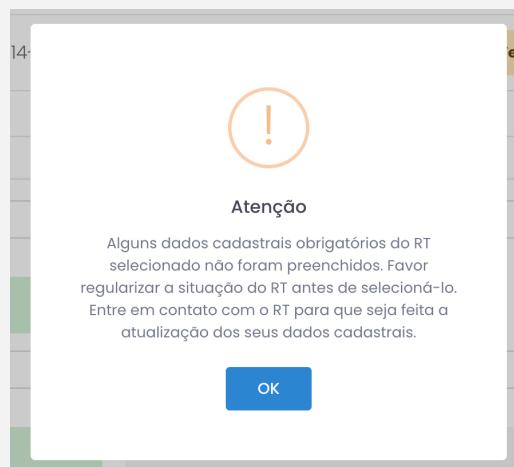 14-
!
Atenção
Alguns dados cadastrais obrigatórios do RT
selecionado não foram preenchidos. Favor
regularizar a situação do RT antes de selecioná-lo.
Entre em contato com o RT para que seja feita a
atualização dos seus dados cadastrais.
OK